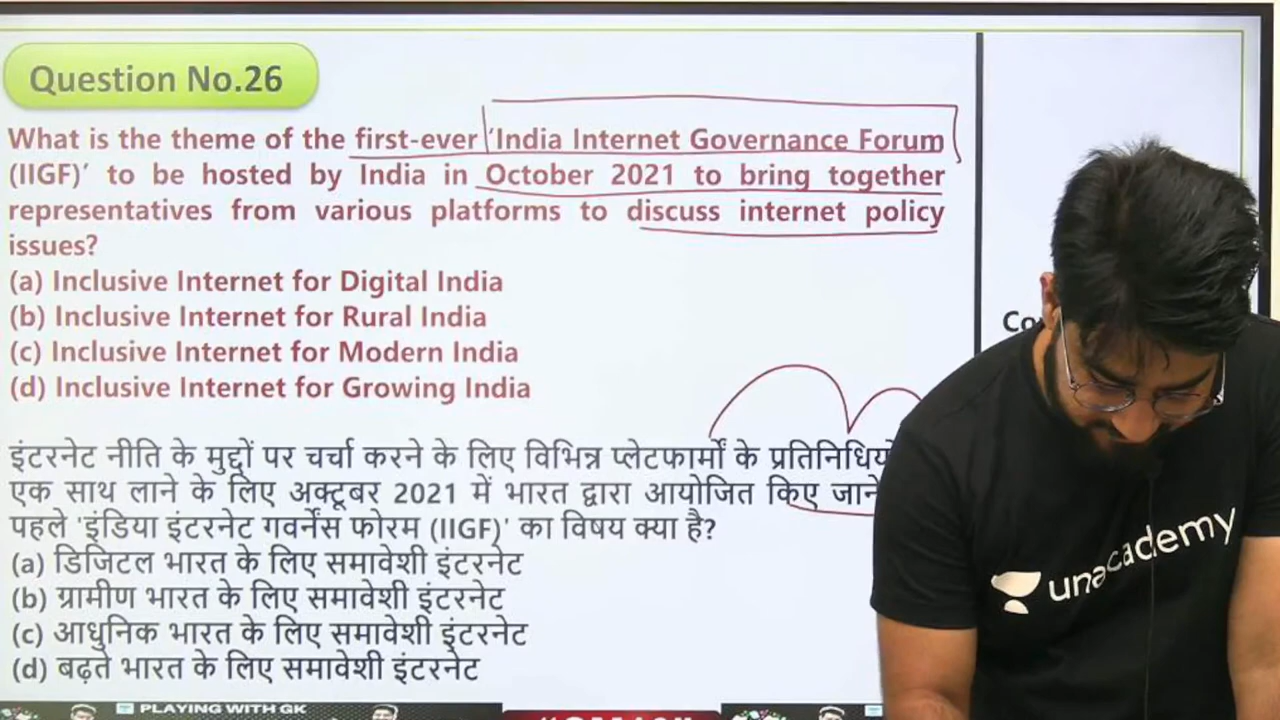 Question No.26
What is the theme of the first-ever 'India Internet Governance Forum
(IIGF)' to be hosted by India in October 2021 to bring together
representatives from various platforms to discuss internet policy
issues?
(a) Inclusive Internet for Digital India
(b) Inclusive Internet for Rural India
(c) Inclusive Internet for Modern India
(d) Inclusive Internet for Growing India
इंटरनेट नीति के मुद्दों पर चर्चा करने के लिए विभिन्न प्लेटफार्मों के
एक साथ लाने के लिए अक्टूबर 2021 में भारत द्वारा आयोजित किए जाने
पहले 'इंडिया इंटरनेट गवर्नेंस फोरम (IIGF)' का विषय क्या है?
(a) डिजिटल भारत के लिए समावेशी इंटरनेट
(b) ग्रामीण भारत के लिए समावेशी इंटरनेट
(c) आधुनिक भारत के लिए समावेशी इंटरनेट
(d) बढ़ते भारत के लिए समावेशी इंटरनेट
unacademy
PLAYING WITH GK